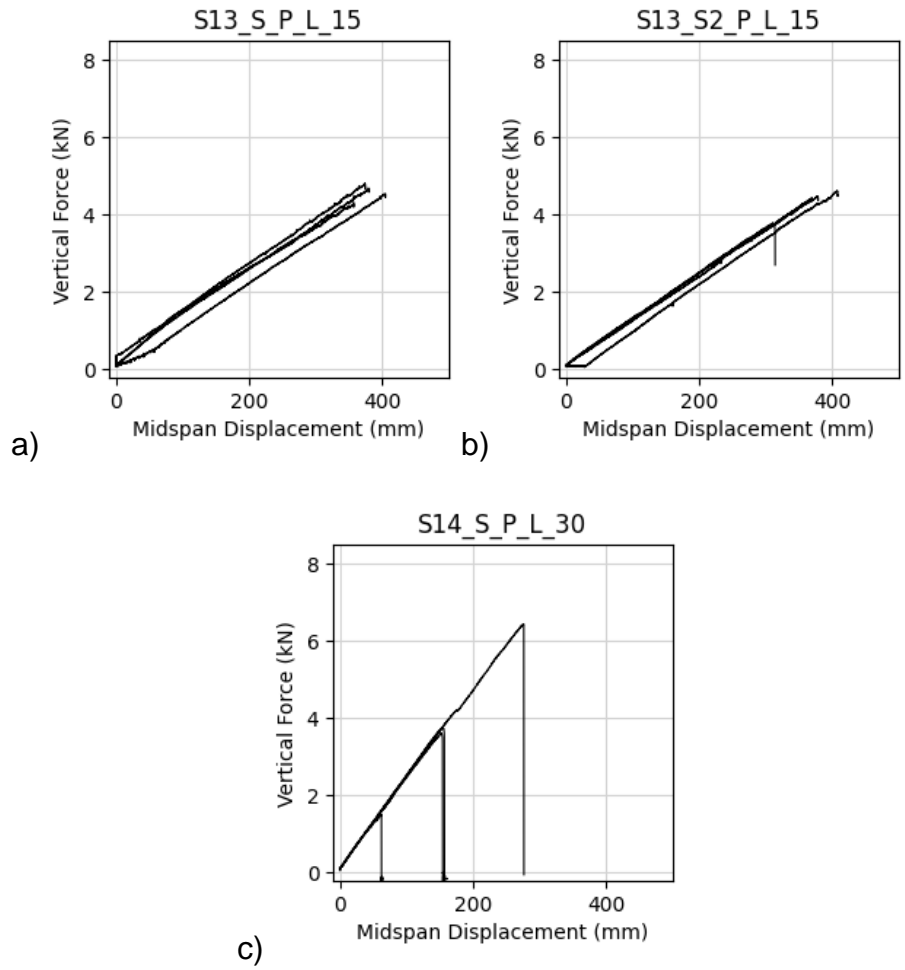 S13_S_P_L_15
8
6
4
2
0
Vertical Force (kN)
0 200 400
Midspan Displacement (mm)
a)
S13_S2_P_L_15
8
6
4
2
0
Vertical Force (kN)
0 200 400
Midspan Displacement (mm)
b)
S14_S_P_L_30
8
6
4
2
0
Vertical Force (kN)
0 200 400
Midspan Displacement (mm)
c)